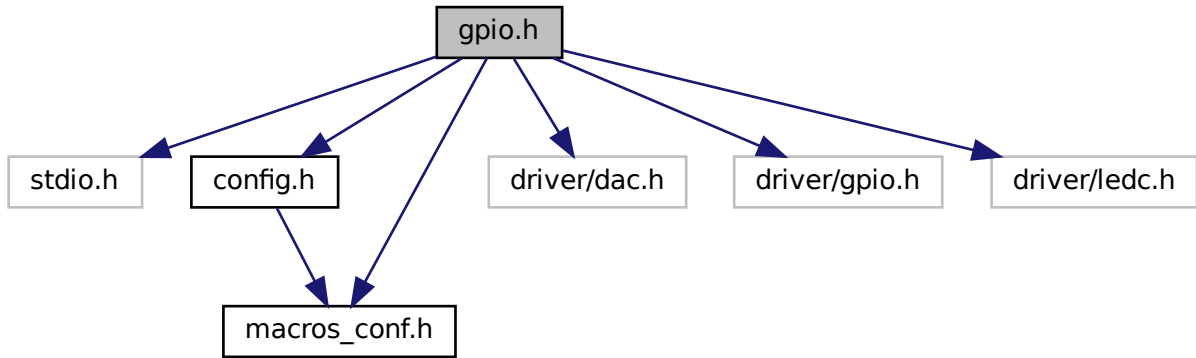 gpio.h
stdio.h
config.h
driver/dac.h
driver/gpio.h
driver/ledc.h
macros_conf.h